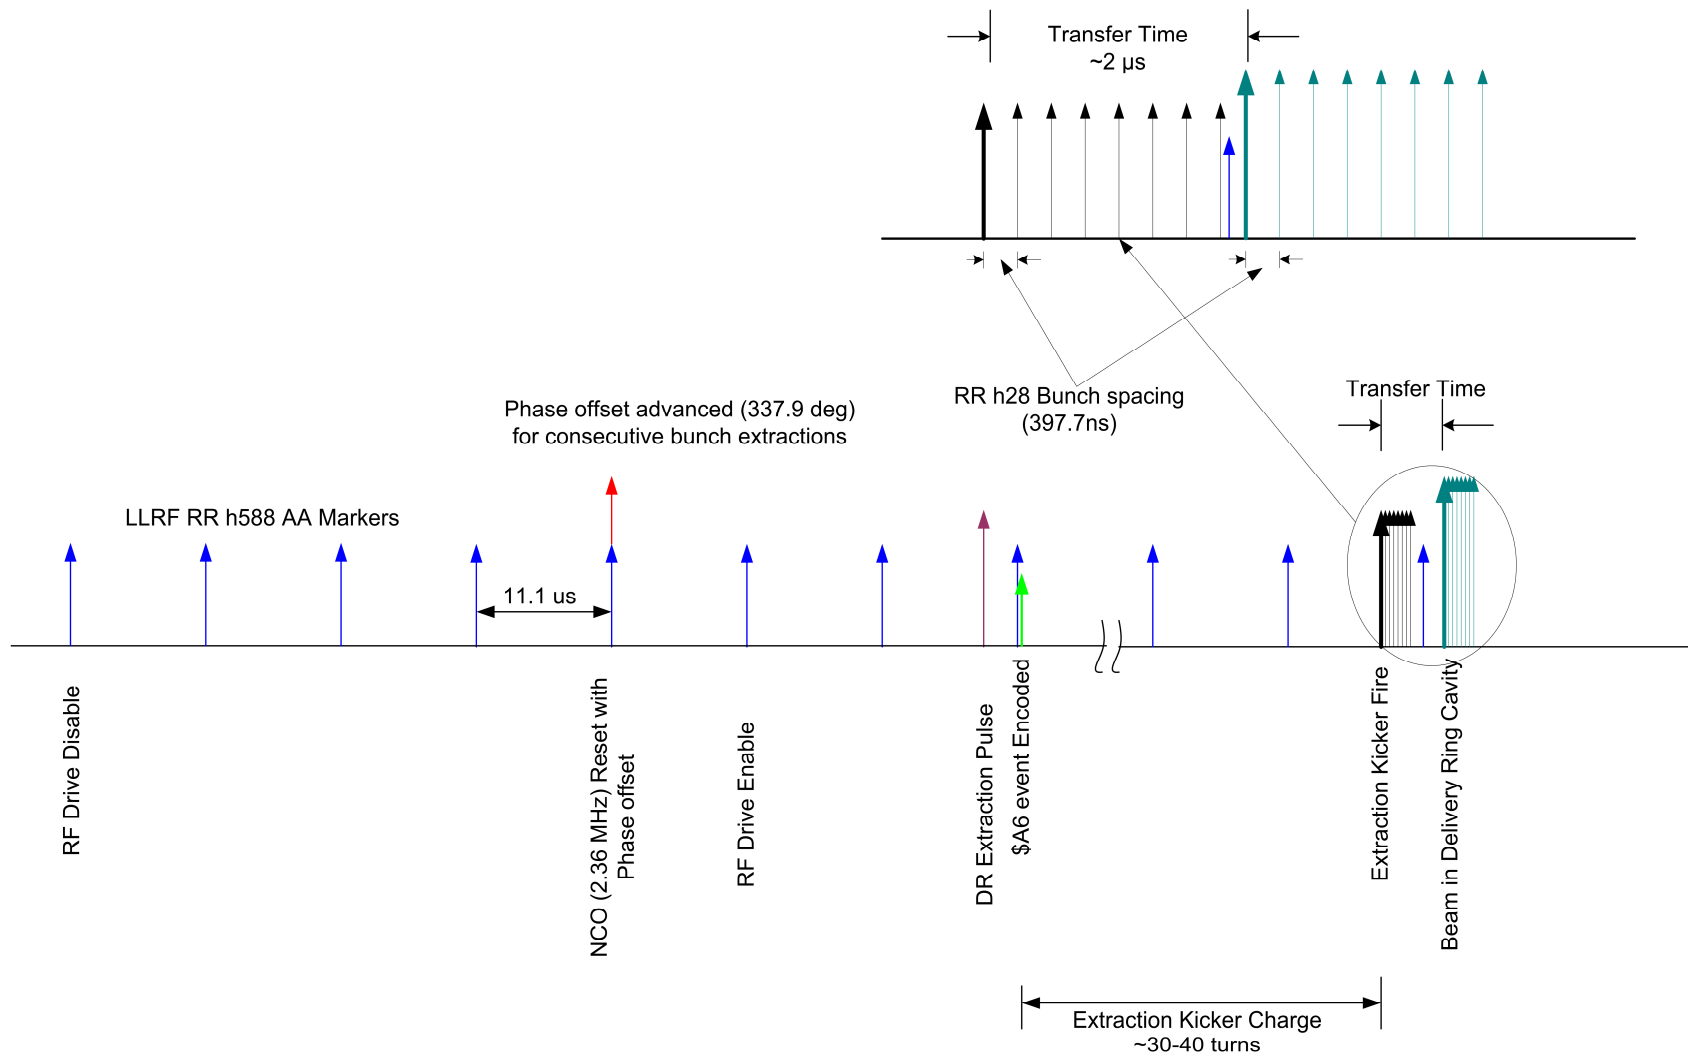 Transfer Time
~2 µs
RR h28 Bunch spacing
(397.7ns)
Transfer Time
Phase offset advanced (337.9 deg)
for consecutive bunch extractions
LLRF RR h588 AA Markers
11.1 us
RF Drive Disable
NCO (2.36 MHz) Reset with
Phase offset
RF Drive Enable
DR Extraction Pulse
$A6 event Encoded
Extraction Kicker Fire
Beam in Delivery Ring Cavity
Extraction Kicker Charge
~30-40 turns